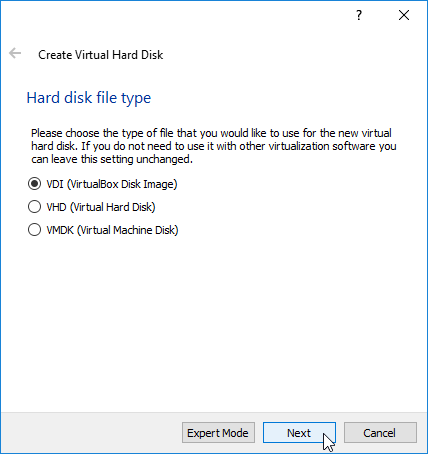 ?
Create Virtual Hard Disk
Hard disk file type
Please choose the type of file that you would like to use for the new virtual
hard disk. If you do not need to use it with other virtualization software you
can leave this setting unchanged.
VDI (VirtualBox Disk Image)
VHD (Virtual Hard Disk)
VMDK (Virtual Machine Disk)
Expert Mode Next Cancel